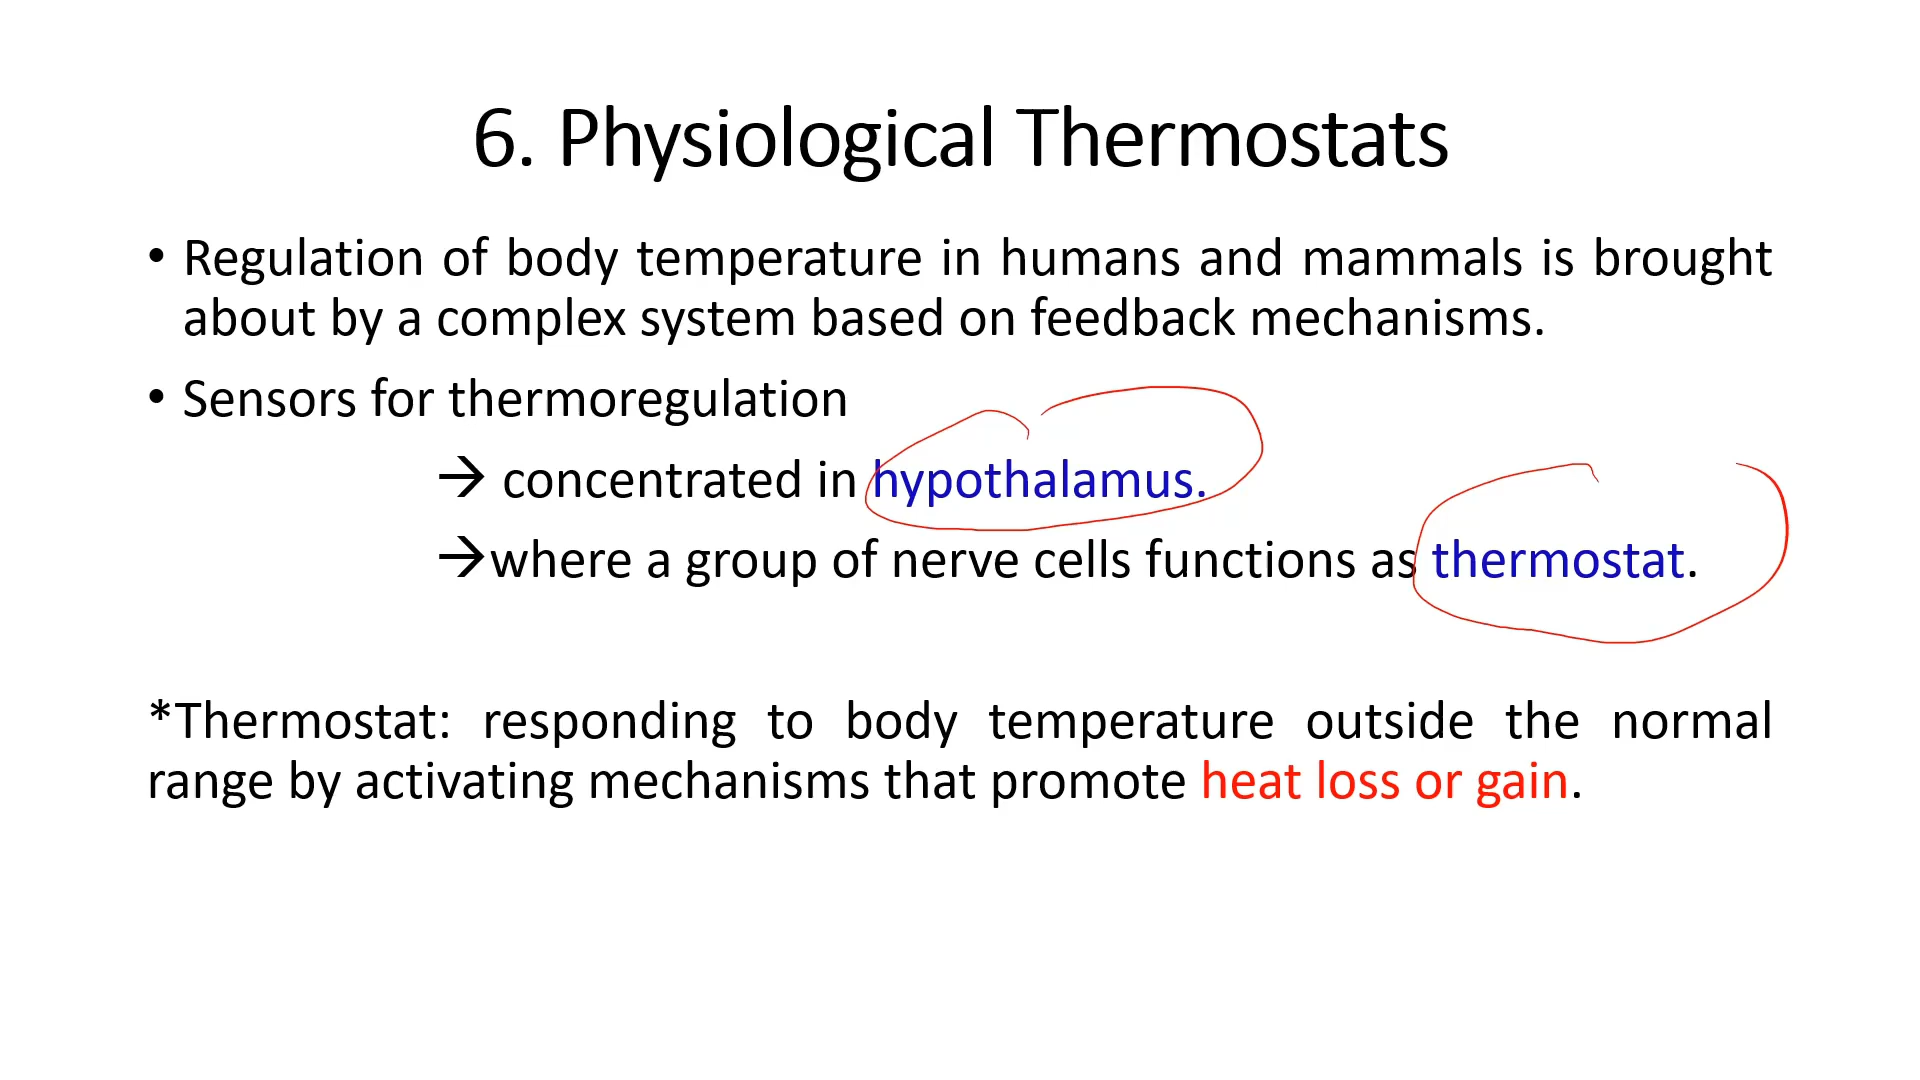 6. Physiological Thermostats
• Regulation of body temperature in humans and mammals is brought
about by a complex system based on feedback mechanisms.
• Sensors for thermoregulation
→ concentrated in hypothalamus.
→where a group of nerve cells functions as thermostat.
*Thermostat: responding to body temperature outside the normal
range by activating mechanisms that promote heat loss or gain.